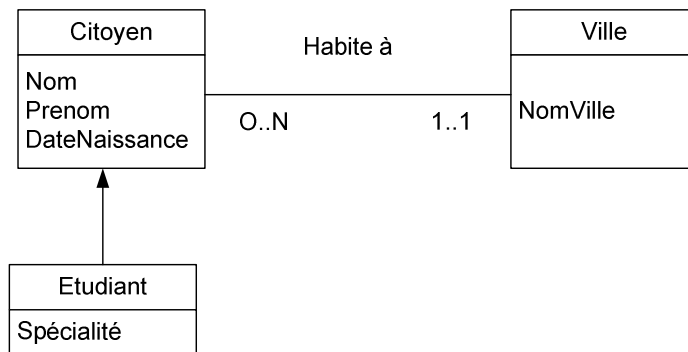 Citoyen
Nom
Prenom
DateNaissance
Habite à
O..N
1..1
Ville
NomVille
Etudiant
Spécialité